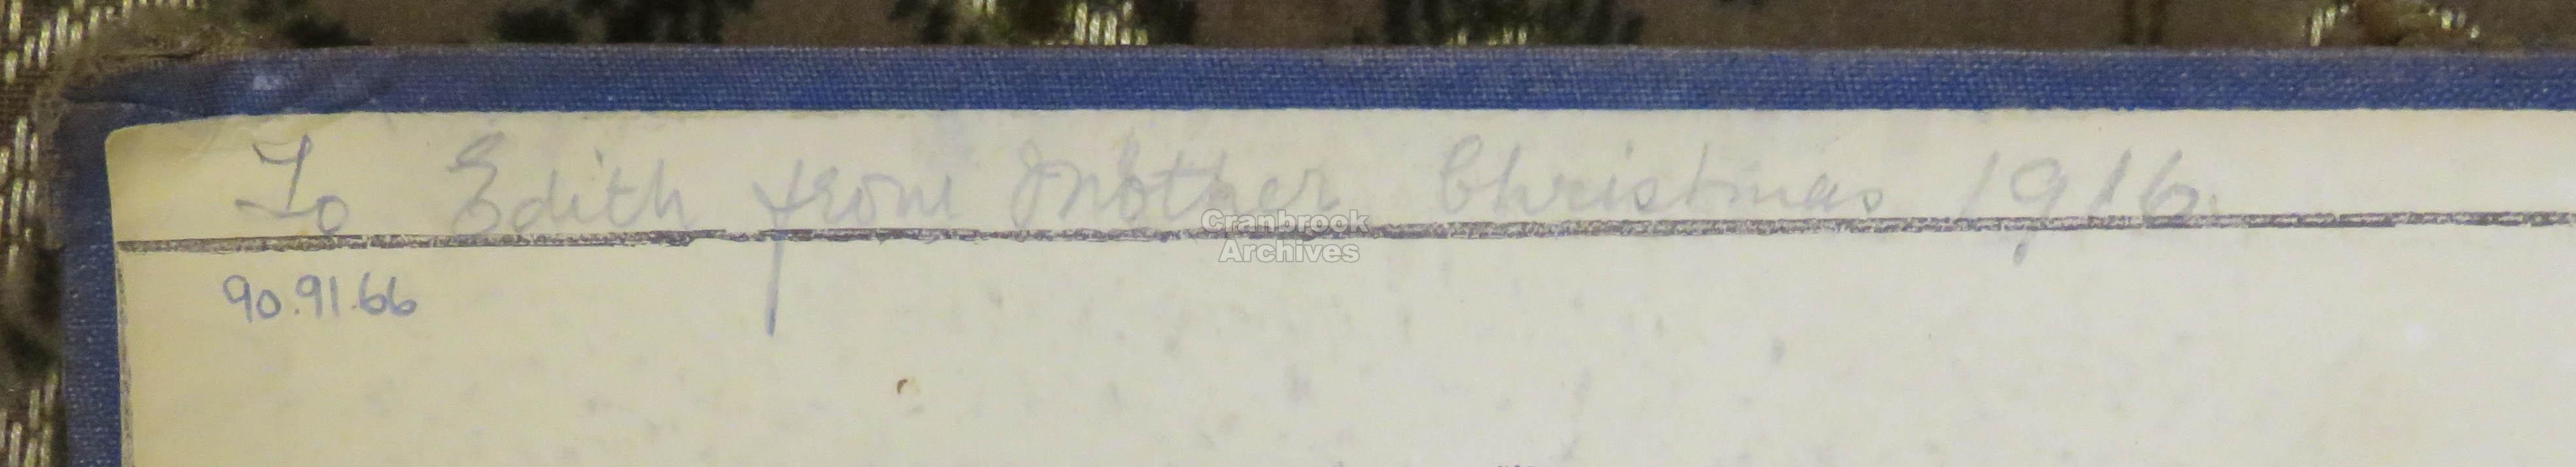 To Edith from Mother Christmas 1916.
Cranbrook
Archives
90.91.66